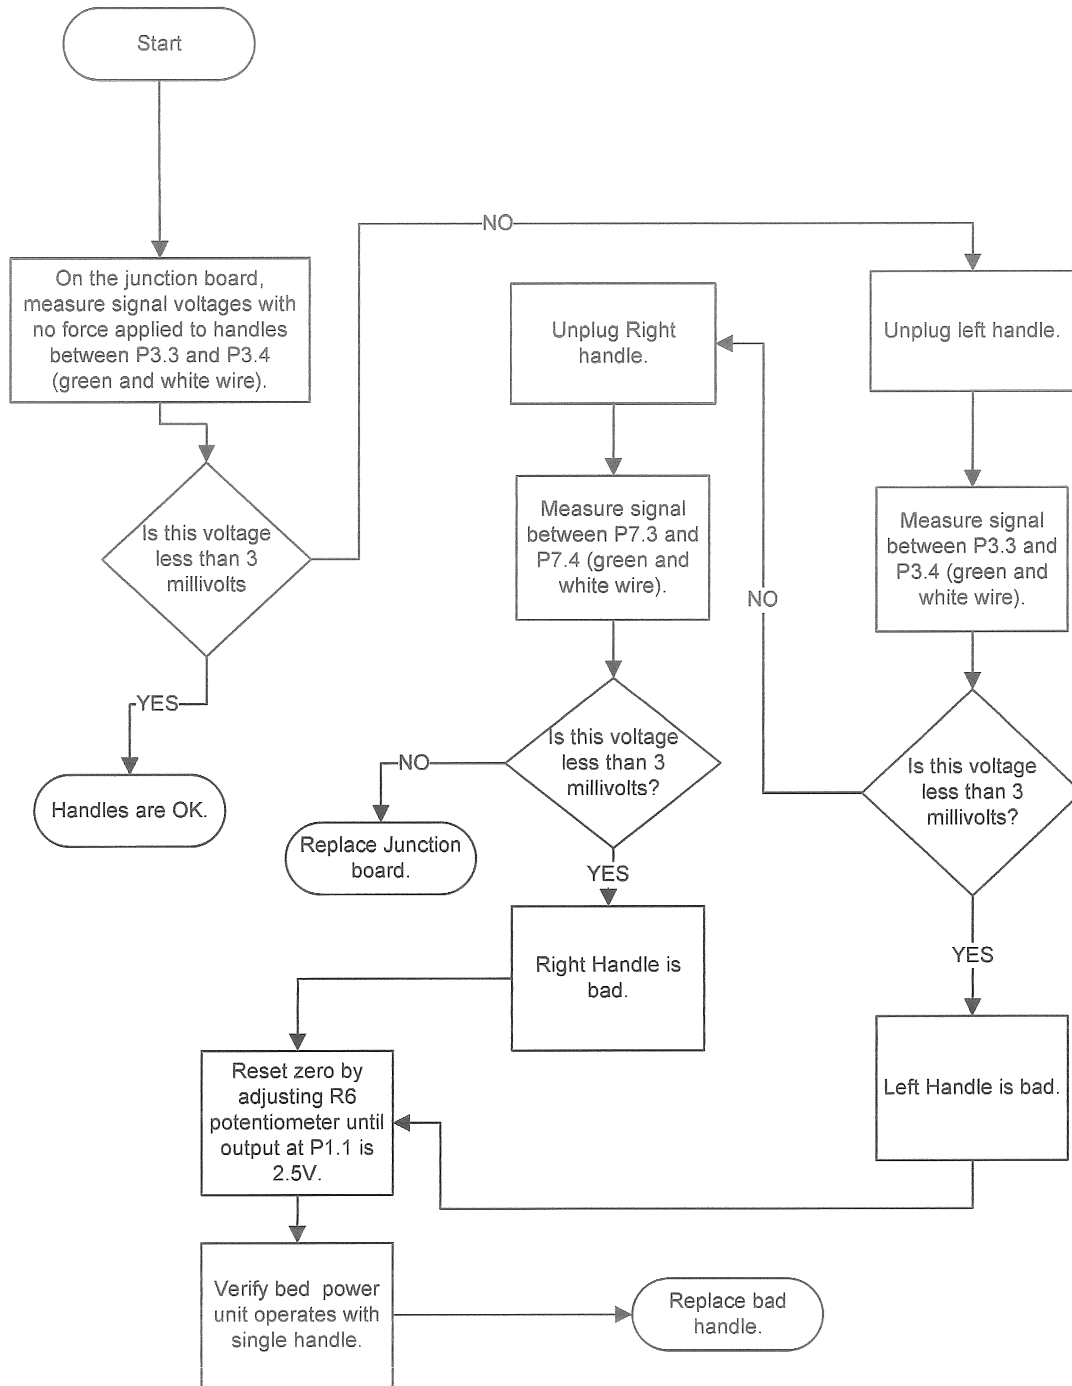 Start
NO
On the junction board,
measure signal voltages with
no force applied to handles
between P3.3 and P3.4
(green and white wire).
Unplug Right
handle.
Unplug left handle.
Is this voltage
less than 3
millivolts
Measure signal
between P7.3 and
P7.4 (green and
white wire).
Measure signal
between P3.3 and
P3.4 (green and
white wire).
NO
YES
Handles are OK.
Is this voltage
less than 3
millivolts?
NO
Replace Junction
board.
Is this voltage
less than 3
millivolts?
YES
YES
Right Handle is
bad.
Left Handle is bad.
Reset zero by
adjusting R6
potentiometer until
output at P1.1 is
2.5V.
Verify bed  power
unit operates with
single handle.
Replace bad
handle.